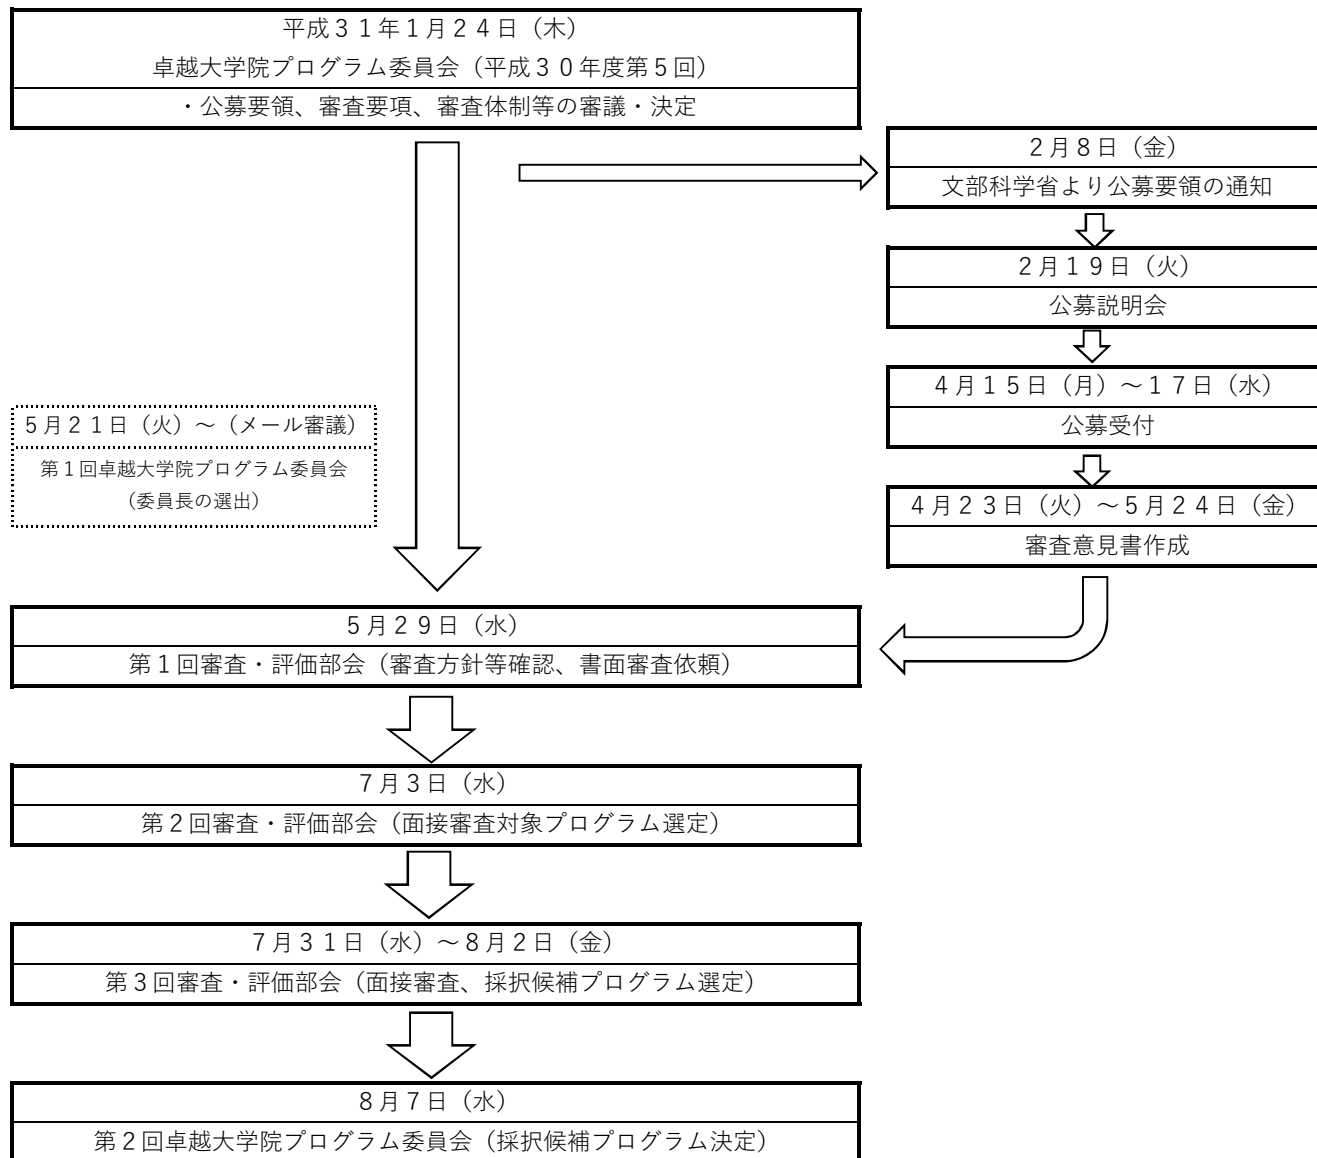 平成３１年１月２４日（木）
卓越大学院プログラム委員会（平成３０年度第５回）
・公募要領、審査要項、審査体制等の審議・決定
２月８日（金）
文部科学省より公募要領の通知
２月１９日（火）
公募説明会
４月１５日（月）～１７日（水）
公募受付
４月２３日（火）～５月２４日（金）
審査意見書作成
５月２１日（火）～（メール審議）
第１回卓越大学院プログラム委員会
（委員長の選出）
５月２９日（水）
第１回審査・評価部会（審査方針等確認、書面審査依頼）
７月３日（水）
第２回審査・評価部会（面接審査対象プログラム選定）
７月３１日（水）～８月２日（金）
第３回審査・評価部会（面接審査、採択候補プログラム選定）
８月７日（水）
第２回卓越大学院プログラム委員会（採択候補プログラム決定）